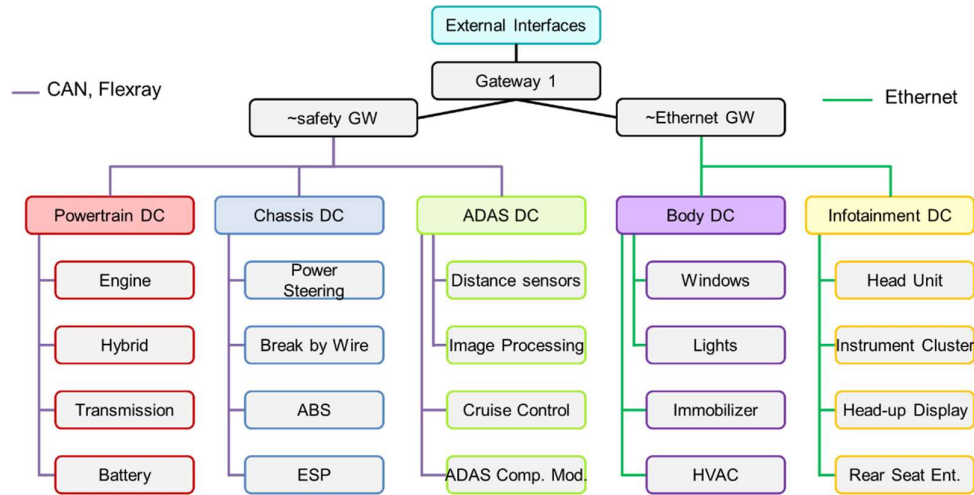 External Interfaces
Gateway 1
CAN, Flexray
Ethernet
~safety GW
~Ethernet GW
Powertrain DC
Chassis DC
ADAS DC
Body DC
Infotainment DC
Engine
Power
Steering
Distance sensors
Windows
Head Unit
Hybrid
Break by Wire
Image Processing
Lights
Instrument Cluster
Transmission
ABS
Cruise Control
Immobilizer
Head-up Display
Battery
ESP
ADAS Comp. Mod.
HVAC
Rear Seat Ent.